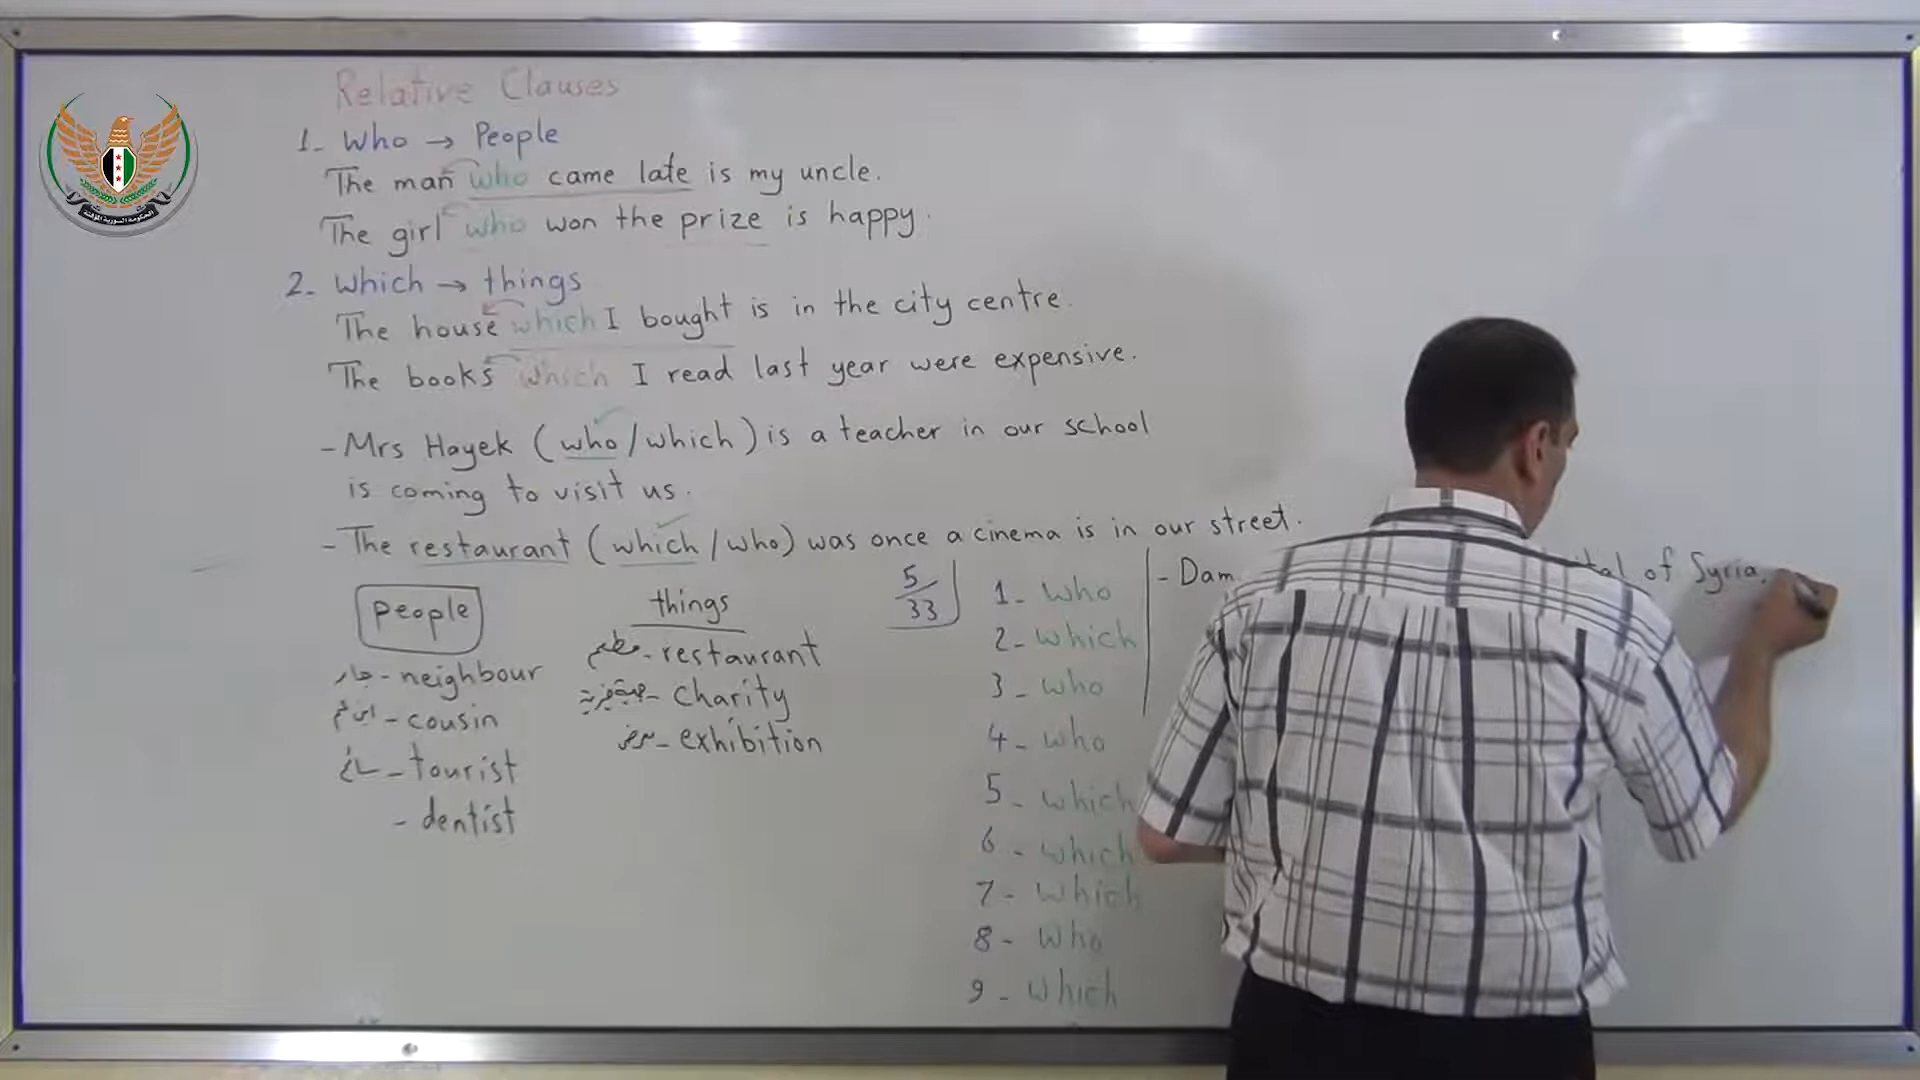 Relative Clauses
1- Who → People
The man who came late is my uncle.
The girl who won the prize is happy.
2- Which → things
The house which I bought is in the city centre.
The books which I read last year were expensive.
- Mrs Hayek (who/which) is a teacher in our school
is coming to visit us.
- The restaurant (which/who) was once a cinema is in our street.
people
جار - neighbour
ابن عم - cousin
سائح - tourist
- dentist
things
مطعم - restaurant
- charity
معرض - exhibition
5/33
1- who
2- which
3- who
4- who
5- which
6- which
7- which
8- who
9- which
- Dam
of Syria.
الحكومة السورية المؤقتة